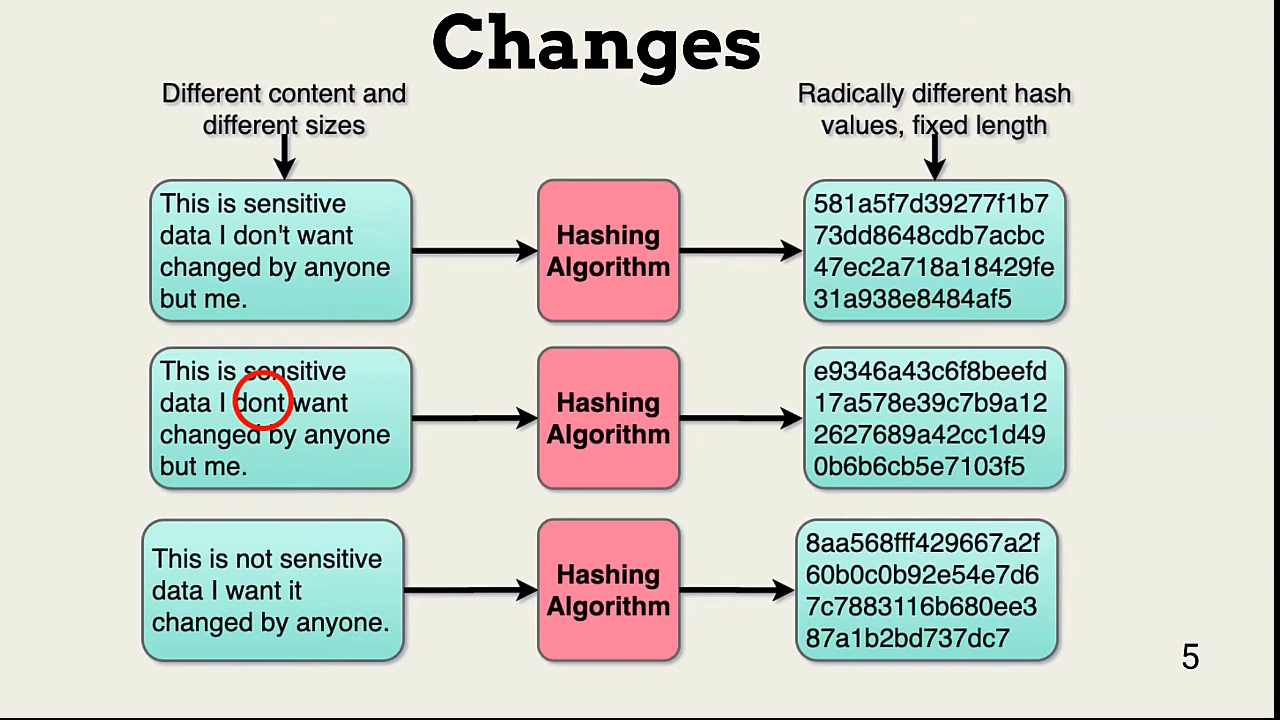 Changes
Different content and
different sizes
Radically different hash
values, fixed length
This is sensitive
data I don't want
changed by anyone
but me.
Hashing
Algorithm
581a5f7d39277f1b7
73dd8648cdb7acbc
47ec2a718a18429fe
31a938e8484af5
This is sensitive
data I dont want
changed by anyone
but me.
Hashing
Algorithm
e9346a43c6f8beefd
17a578e39c7b9a12
2627689a42cc1d49
0b6b6cb5e7103f5
This is not sensitive
data I want it
changed by anyone.
Hashing
Algorithm
8aa568fff429667a2f
60b0c0b92e54e7d6
7c7883116b680ee3
87a1b2bd737dc7
5